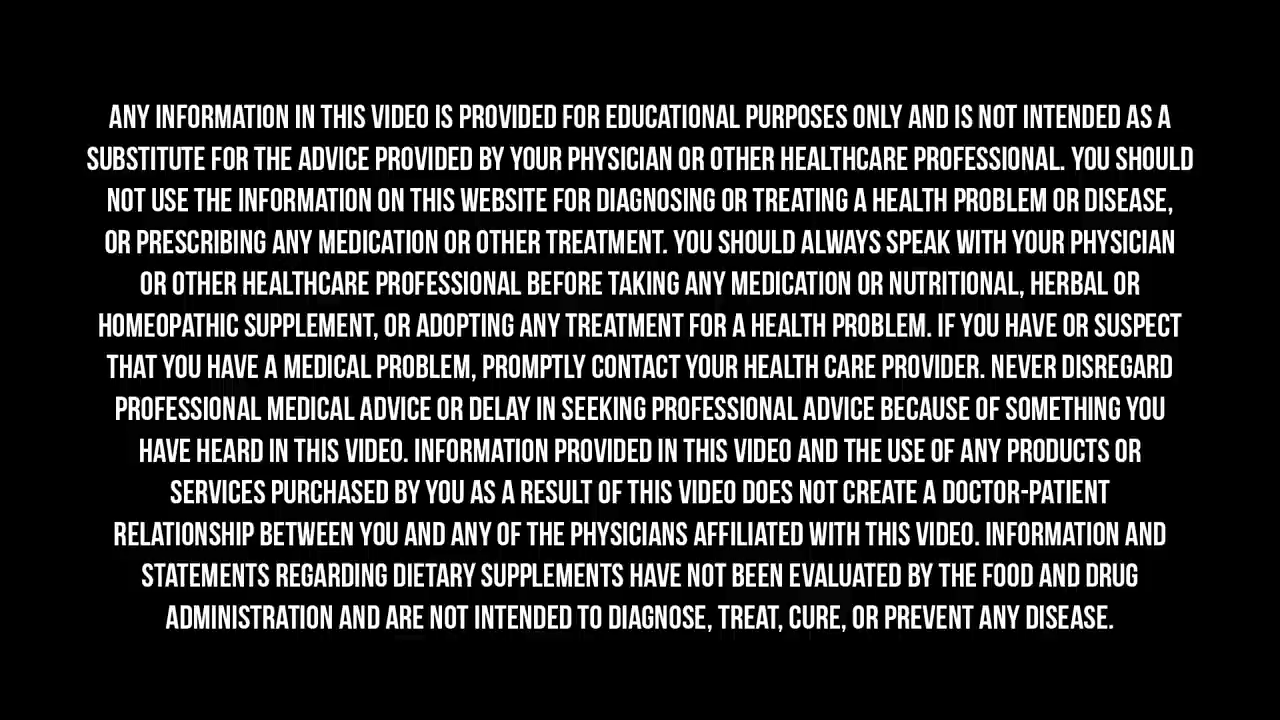 ANY INFORMATION IN THIS VIDEO IS PROVIDED FOR EDUCATIONAL PURPOSES ONLY AND IS NOT INTENDED AS A
SUBSTITUTE FOR THE ADVICE PROVIDED BY YOUR PHYSICIAN OR OTHER HEALTHCARE PROFESSIONAL. YOU SHOULD
NOT USE THE INFORMATION ON THIS WEBSITE FOR DIAGNOSING OR TREATING A HEALTH PROBLEM OR DISEASE,
OR PRESCRIBING ANY MEDICATION OR OTHER TREATMENT. YOU SHOULD ALWAYS SPEAK WITH YOUR PHYSICIAN
OR OTHER HEALTHCARE PROFESSIONAL BEFORE TAKING ANY MEDICATION OR NUTRITIONAL, HERBAL OR
HOMEOPATHIC SUPPLEMENT, OR ADOPTING ANY TREATMENT FOR A HEALTH PROBLEM. IF YOU HAVE OR SUSPECT
THAT YOU HAVE A MEDICAL PROBLEM, PROMPTLY CONTACT YOUR HEALTH CARE PROVIDER. NEVER DISREGARD
PROFESSIONAL MEDICAL ADVICE OR DELAY IN SEEKING PROFESSIONAL ADVICE BECAUSE OF SOMETHING YOU
HAVE HEARD IN THIS VIDEO. INFORMATION PROVIDED IN THIS VIDEO AND THE USE OF ANY PRODUCTS OR
SERVICES PURCHASED BY YOU AS A RESULT OF THIS VIDEO DOES NOT CREATE A DOCTOR-PATIENT
RELATIONSHIP BETWEEN YOU AND ANY OF THE PHYSICIANS AFFILIATED WITH THIS VIDEO. INFORMATION AND
STATEMENTS REGARDING DIETARY SUPPLEMENTS HAVE NOT BEEN EVALUATED BY THE FOOD AND DRUG
ADMINISTRATION AND ARE NOT INTENDED TO DIAGNOSE, TREAT, CURE, OR PREVENT ANY DISEASE.